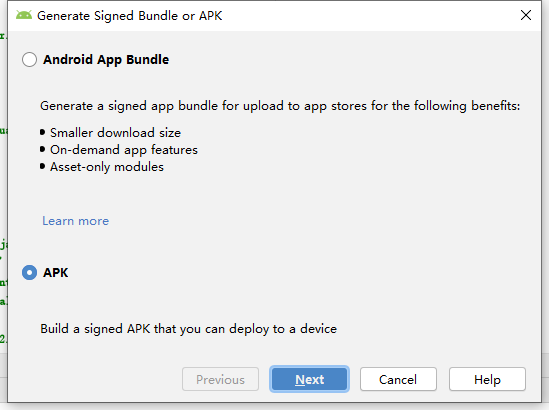 Generate Signed Bundle or APK
Android App Bundle
Generate a signed app bundle for upload to app stores for the following benefits:
Smaller download size
On-demand app features
Asset-only modules
Learn more
APK
Build a signed APK that you can deploy to a device
Previous
Next
Cancel
Help